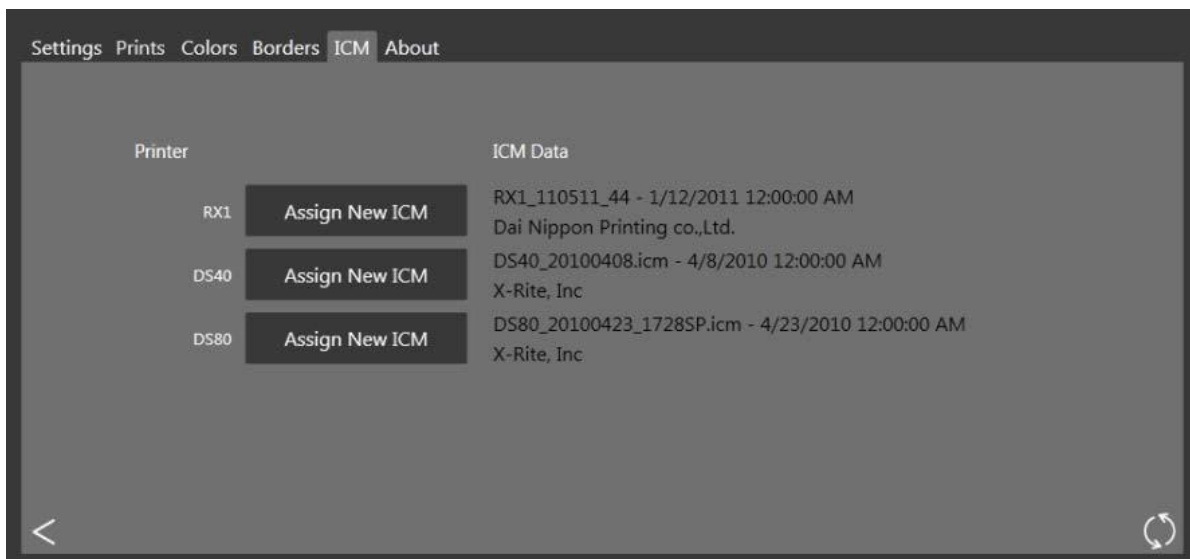 Settings Prints Colors Borders ICM About
Printer ICM Data
RX1 Assign New ICM RX1_110511_44 - 1/12/2011 12:00:00 AM
Dai Nippon Printing co.,Ltd.
DS40 Assign New ICM DS40_20100408.icm - 4/8/2010 12:00:00 AM
X-Rite, Inc
DS80 Assign New ICM DS80_20100423_1728SP.icm - 4/23/2010 12:00:00 AM
X-Rite, Inc
<